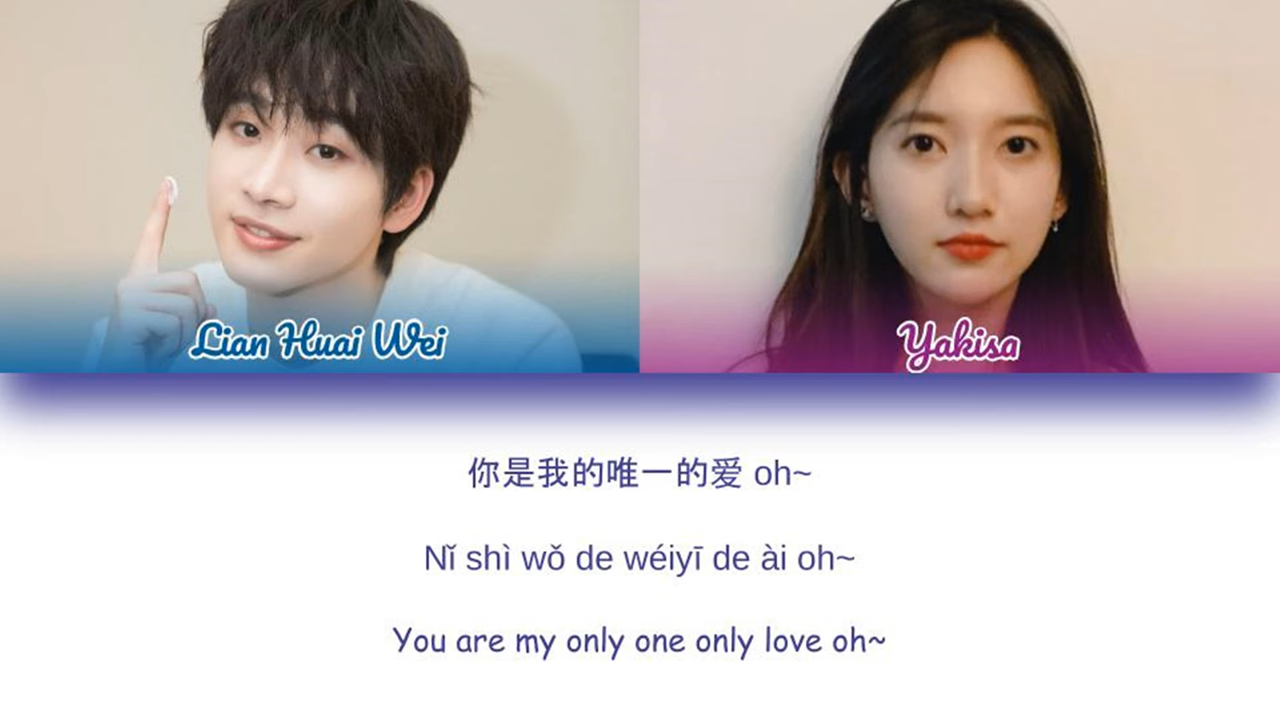 Lian Huai Wei
Yakisa
你是我的唯一的爱 oh~
Nǐ shì wǒ de wéiyī de ài oh~
You are my only one only love oh~